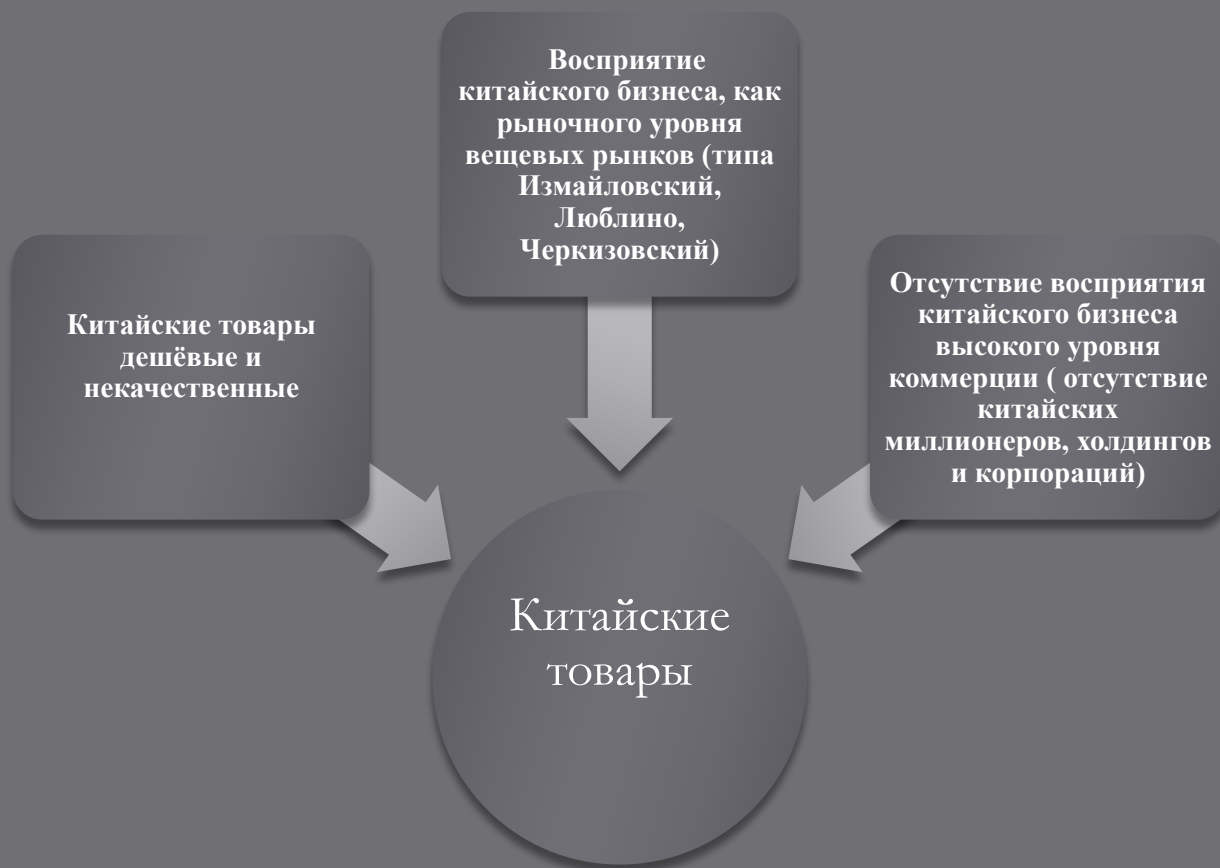 Восприятие
китайского бизнеса, как
рыночного уровня
вещевых рынков (типа
Измайловский,
Люблино,
Черкизовский)
Китайские товары
дешёвые и
некачественные
Отсутствие восприятия
китайского бизнеса
высокого уровня
коммерции ( отсутствие
китайских
миллионеров, холдингов
и корпораций)
Китайские
товары